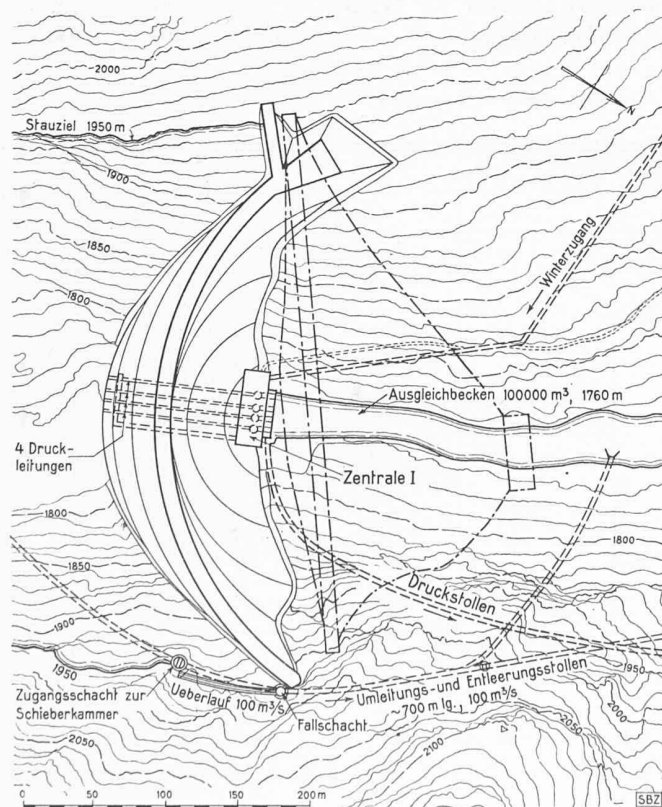 2000
Stauziel 1950 m
N
1900
1850
1800
Winterzugang
Ausgleichbecken 100000 m³, 1760 m
4 Druck-
leitungen
Zentrale I
1800
1800
1850
Druckstollen
1900
1950
1950
Zugangsschacht zur
Schieberkammer
Ueberlauf 100 m³/s
Fallschacht
Umleitungs- und Entleerungsstollen
~700 m lg., 100 m³/s
2000
2050
2050
2100
0 50 100 150 200 m
SBZ